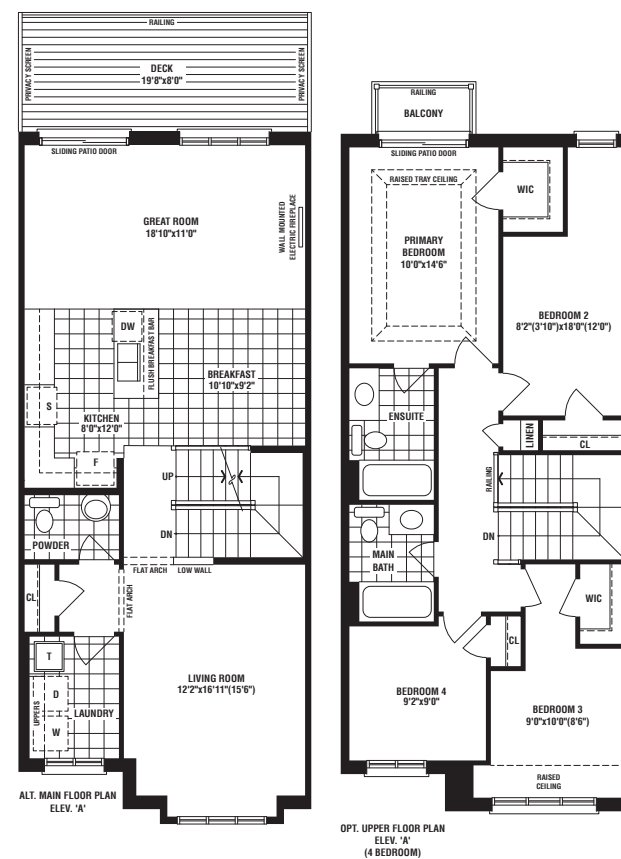 RAILING
PRIVACY SCREEN
DECK
19'8"x8'0"
PRIVACY SCREEN
SLIDING PATIO DOOR
GREAT ROOM
18'10"x11'0"
WALL MOUNTED
ELECTRIC FIREPLACE
DW
FLUSH BREAKFAST BAR
BREAKFAST
10'10"x9'2"
S
KITCHEN
8'0"x12'0"
F
UP
DN
POWDER
FLAT ARCH
LOW WALL
CL
FLAT ARCH
T
D
UPPERS
LAUNDRY
W
LIVING ROOM
12'2"x16'11"(15'6")
ALT. MAIN FLOOR PLAN
ELEV. 'A'
RAILING
BALCONY
SLIDING PATIO DOOR
RAISED TRAY CEILING
WIC
PRIMARY
BEDROOM
10'0"x14'6"
BEDROOM 2
8'2"(3'10")x18'0"(12'0")
ENSUITE
LINEN
CL
RAILING
DN
MAIN
BATH
WIC
CL
BEDROOM 4
9'2"x9'0"
BEDROOM 3
9'0"x10'0"(8'6")
RAISED
CEILING
OPT. UPPER FLOOR PLAN
ELEV. 'A'
(4 BEDROOM)